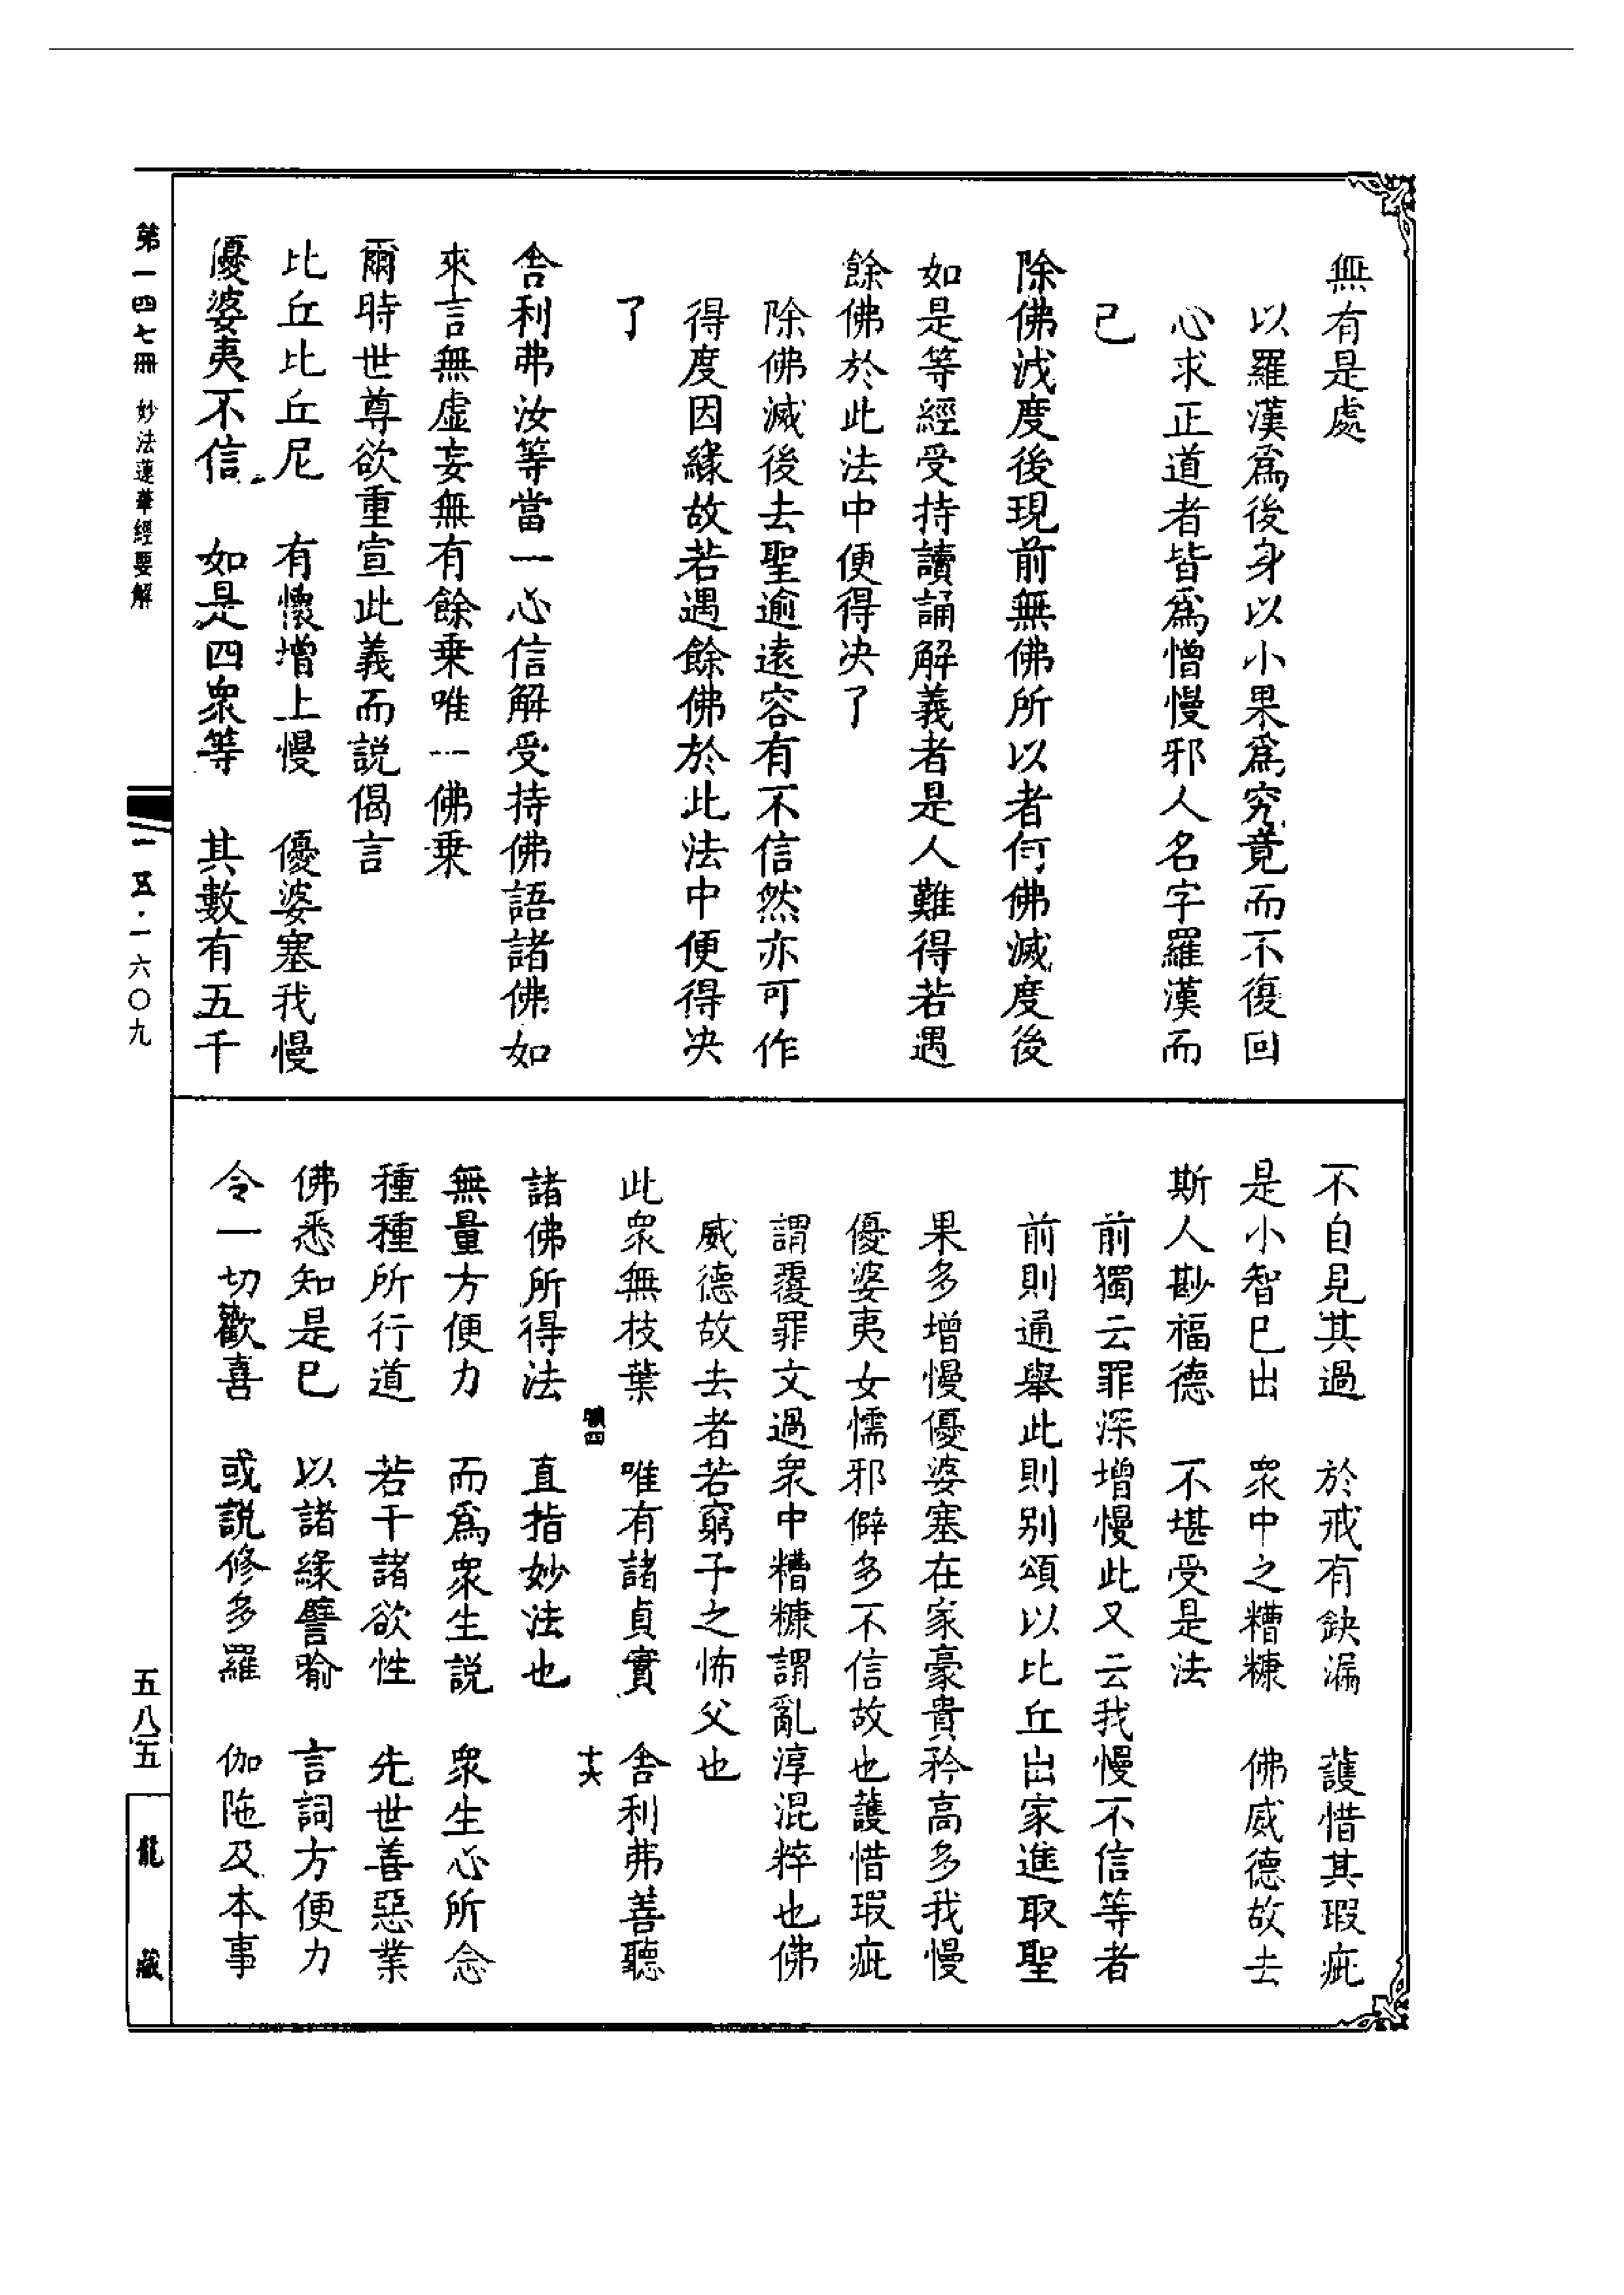 無有是處
以羅漢爲後身以小果爲究竟而不復回
心求正道者皆爲憎慢邪人名字羅漢而
已
除佛滅度後現前無佛所以者何佛滅度後
如是等經受持讀誦解義者是人難得若遇
餘佛於此法中便得决了
除佛滅後去聖逾遠容有不信然亦可作
得度因緣故若遇餘佛於此法中便得决
了
舍利弗汝等當一心信解受持佛語諸佛如
來言無虛妄無有餘乗唯一佛乗
爾時世尊欲重宣此義而説偈言
比丘比丘尼　有懷增上慢　優婆塞我慢
優婆夷不信　如是四衆等　其數有五千
不自見其過　於戒有缺漏　護惜其瑕疵
是小智已出　衆中之糟糠　佛威德故去
斯人尠福德　不堪受是法
前獨云罪深增慢此又云我慢不信等者
前則通舉此則别頌以比丘出家進取聖
果多增慢優婆塞在家豪貴矜高多我慢
優婆夷女懦邪僻多不信故也護惜瑕疵
謂覆罪文過衆中糟糠謂亂淳混粹也佛
威德故去者若窮子之怖父也
此衆無枝葉　唯有諸貞實　舍利弗善聽
諸佛所得法　直指妙法也
無量方便力　而爲衆生説　衆生心所念
種種所行道　若干諸欲性　先世善惡業
佛悉知是已　以諸緣譬喻　言詞方便力
令一切歡喜　或説修多羅　伽陁及本事
第一四七冊　妙法蓮華經要解
一五·一六〇九
五八五
龍藏